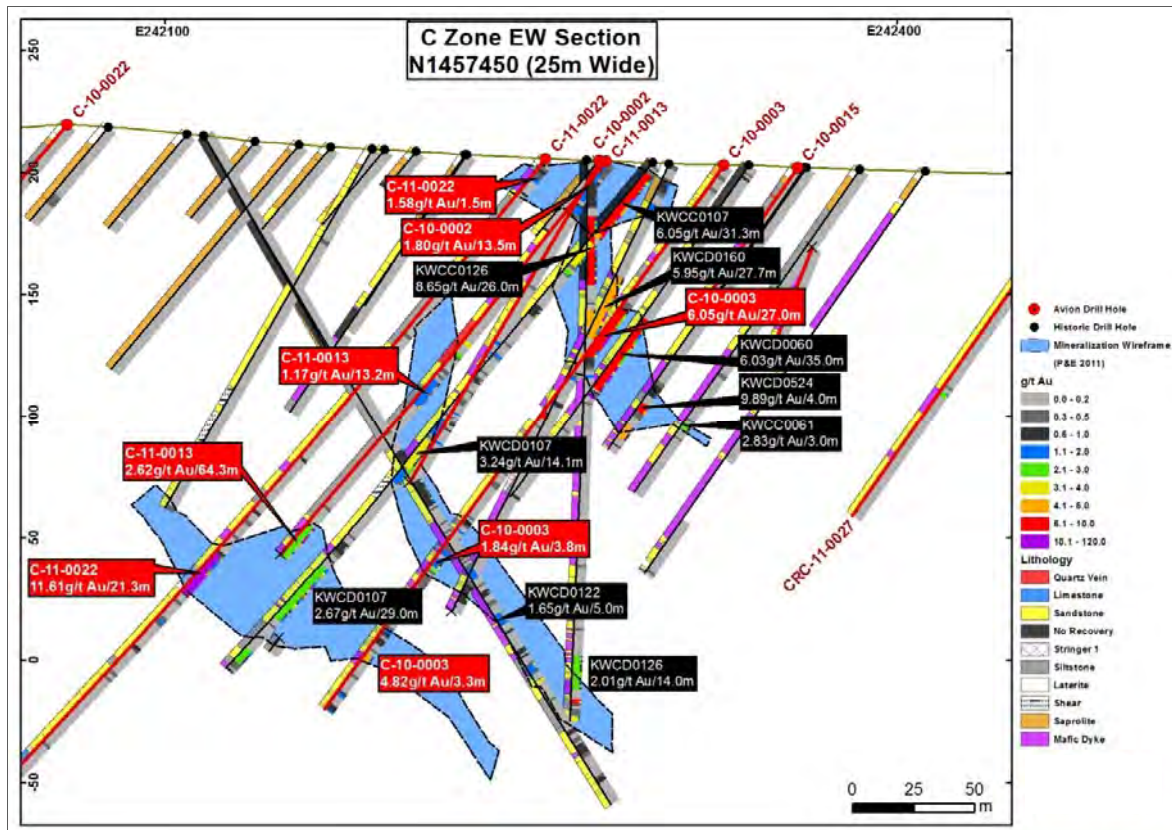 E242100
E242400
C Zone EW Section
N1457450 (25m Wide)
250
200
150
100
50
0
-50
C-10-0022
C-11-0022
C-10-0002
C-11-0013
C-10-0003
C-10-0015
C-11-0022
1.58g/t Au/1.5m
C-10-0002
1.80g/t Au/13.5m
KWCC0126
8.65g/t Au/26.0m
KWCC0107
6.05g/t Au/31.3m
KWCD0160
5.95g/t Au/27.7m
C-10-0003
6.05g/t Au/27.0m
KWCD0060
6.03g/t Au/35.0m
KWCD0524
9.89g/t Au/4.0m
KWCC0061
2.83g/t Au/3.0m
C-11-0013
1.17g/t Au/13.2m
KWCD0107
3.24g/t Au/14.1m
C-11-0013
2.62g/t Au/64.3m
C-10-0003
1.84g/t Au/3.8m
C-11-0022
11.61g/t Au/21.3m
KWCD0107
2.67g/t Au/29.0m
KWCD0122
1.65g/t Au/5.0m
C-10-0003
4.82g/t Au/3.3m
KWCD0126
2.01g/t Au/14.0m
CRC-11-0027
Avion Drill Hole
Historic Drill Hole
Mineralization Wireframe
(P&E 2011)
g/t Au
0.0 - 0.2
0.3 - 0.5
0.6 - 1.0
1.1 - 2.0
2.1 - 3.0
3.1 - 4.0
4.1 - 6.0
6.1 - 10.0
10.1 - 120.0
Lithology
Quartz Vein
Limestone
Sandstone
No Recovery
Stringer 1
Siltstone
Laterite
Shear
Saprolite
Mafic Dyke
0 25 50
m